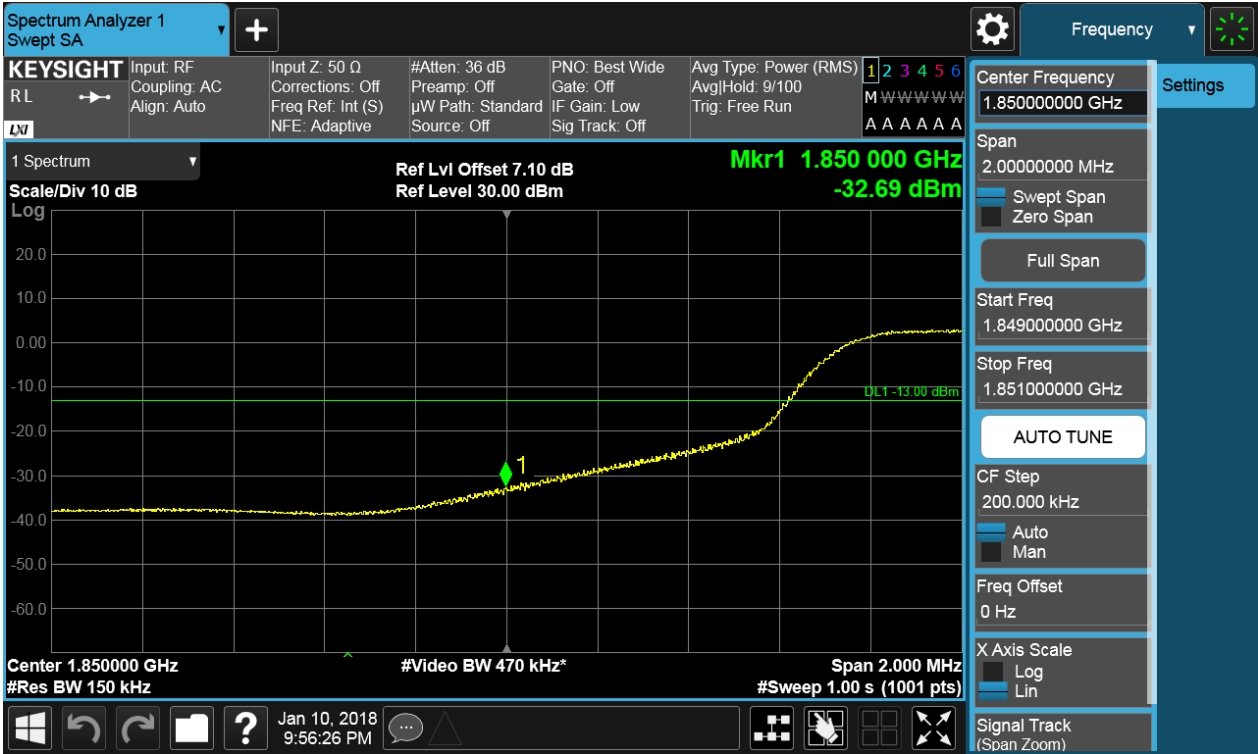 Spectrum Analyzer 1
Swept SA
Frequency
KEYSIGHT
R L
LXI
Input: RF
Coupling: AC
Align: Auto
Input Z: 50 Ω
Corrections: Off
Freq Ref: Int (S)
NFE: Adaptive
#Atten: 36 dB
Preamp: Off
µW Path: Standard
Source: Off
PNO: Best Wide
Gate: Off
IF Gain: Low
Sig Track: Off
Avg Type: Power (RMS)
Avg|Hold: 9/100
Trig: Free Run
1 2 3 4 5 6
M W W W W W
A A A A A A
1 Spectrum
Scale/Div 10 dB
Log
Ref Lvl Offset 7.10 dB
Ref Level 30.00 dBm
Mkr1 1.850 000 GHz
-32.69 dBm
20.0
10.0
0.00
-10.0
-20.0
-30.0
-40.0
-50.0
-60.0
DL1 -13.00 dBm
1
Center 1.850000 GHz
#Res BW 150 kHz
#Video BW 470 kHz*
Span 2.000 MHz
#Sweep 1.00 s (1001 pts)
Center Frequency
1.850000000 GHz
Span
2.00000000 MHz
Swept Span
Zero Span
Full Span
Start Freq
1.849000000 GHz
Stop Freq
1.851000000 GHz
AUTO TUNE
CF Step
200.000 kHz
Auto
Man
Freq Offset
0 Hz
X Axis Scale
Log
Lin
Signal Track
(Span Zoom)
Settings
?
Jan 10, 2018
9:56:26 PM